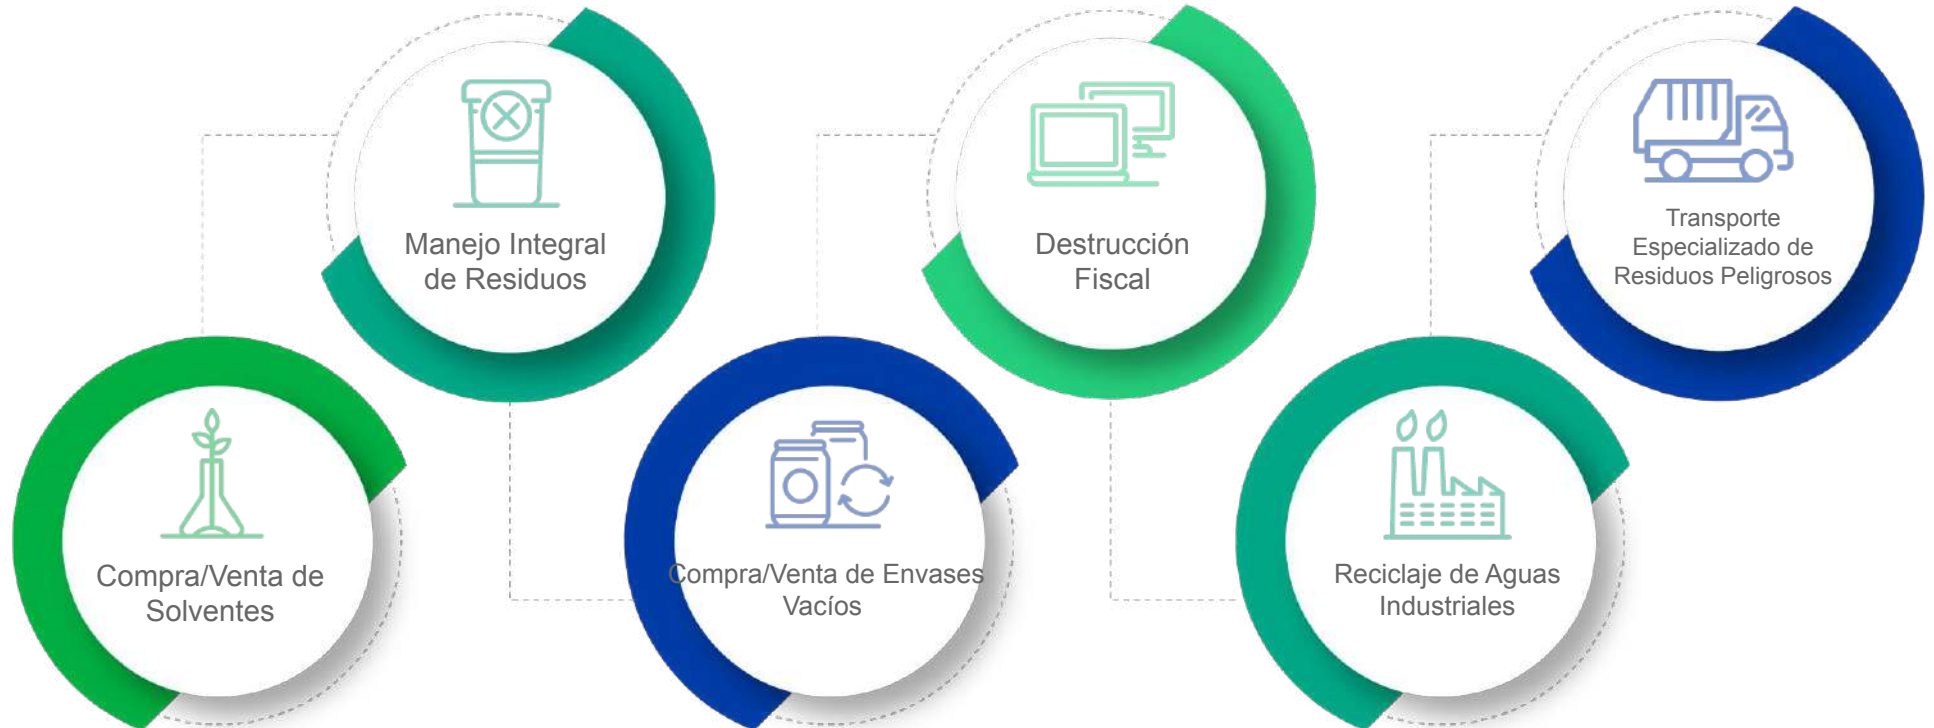 Manejo Integral
de Residuos
Destrucción
Fiscal
Transporte
Especializado de
Residuos Peligrosos
Compra/Venta de
Solventes
Compra/Venta de Envases
Vacíos
Reciclaje de Aguas
Industriales